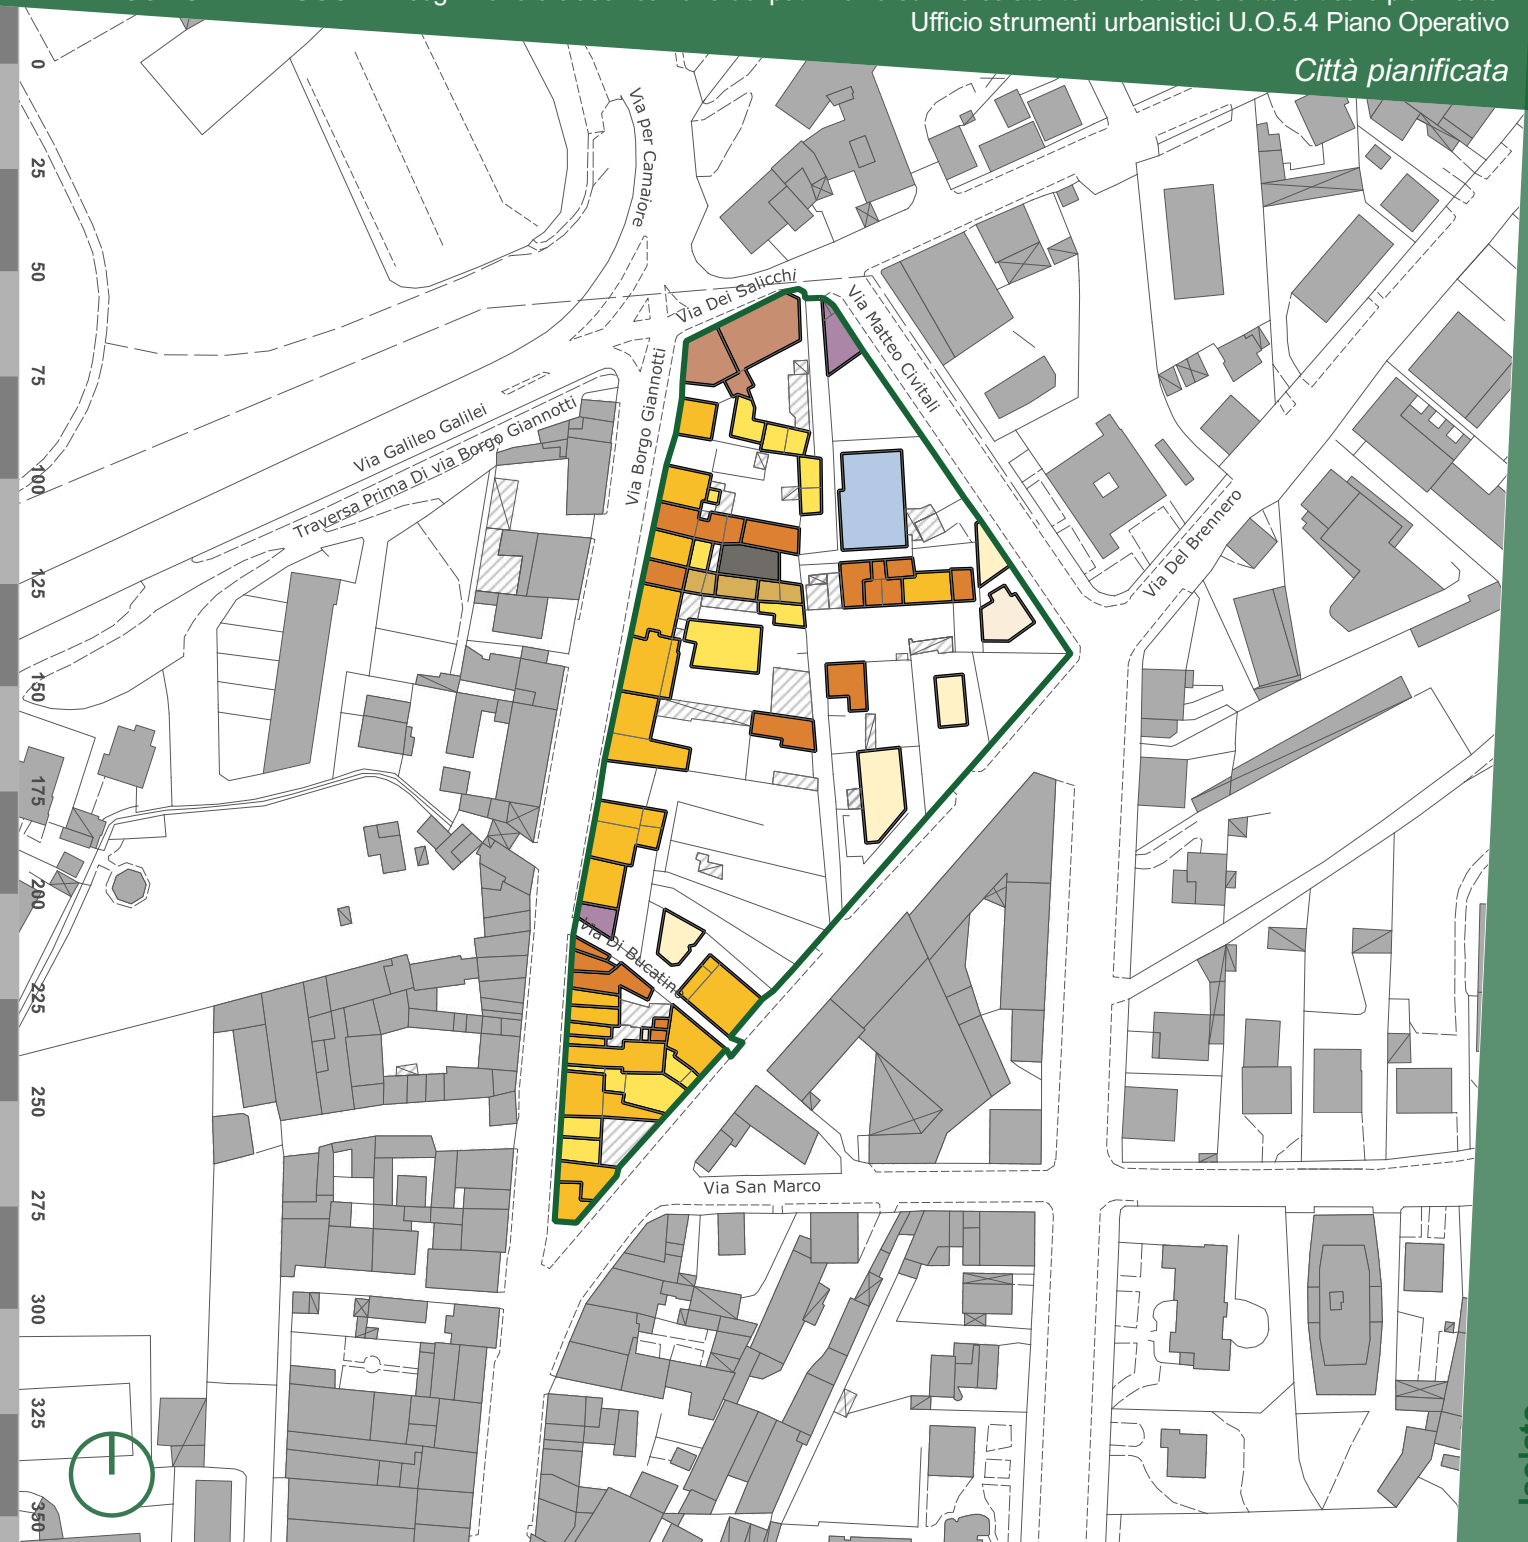 Ufficio strumenti urbanistici U.O.5.4 Piano Operativo
Città pianificata
0
25
50
75
100
125
150
175
200
225
250
275
300
325
350
Via per Camaiore
Via Dei Salicchi
Via Matteo Civitali
Via Borgo Giannotti
Via Galileo Galilei
Traversa Prima Di via Borgo Giannotti
Via Del Brennero
Via Di Bucatino
Via San Marco